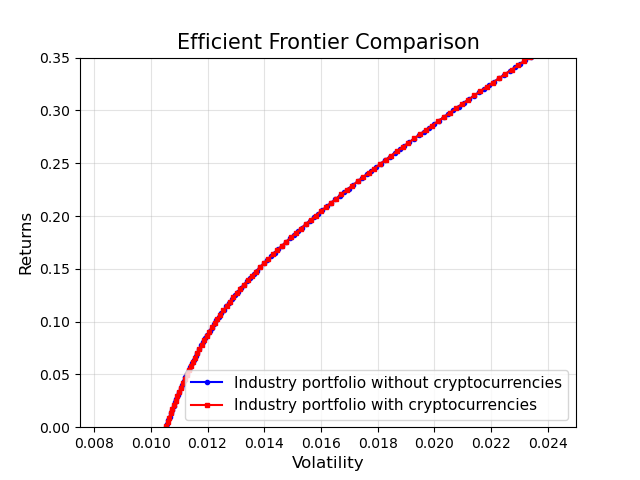 Efficient Frontier Comparison
0.35
0.30
0.25
0.20
0.15
0.10
0.05
0.00
Returns
Industry portfolio without cryptocurrencies
Industry portfolio with cryptocurrencies
0.008 0.010 0.012 0.014 0.016 0.018 0.020 0.022 0.024
Volatility